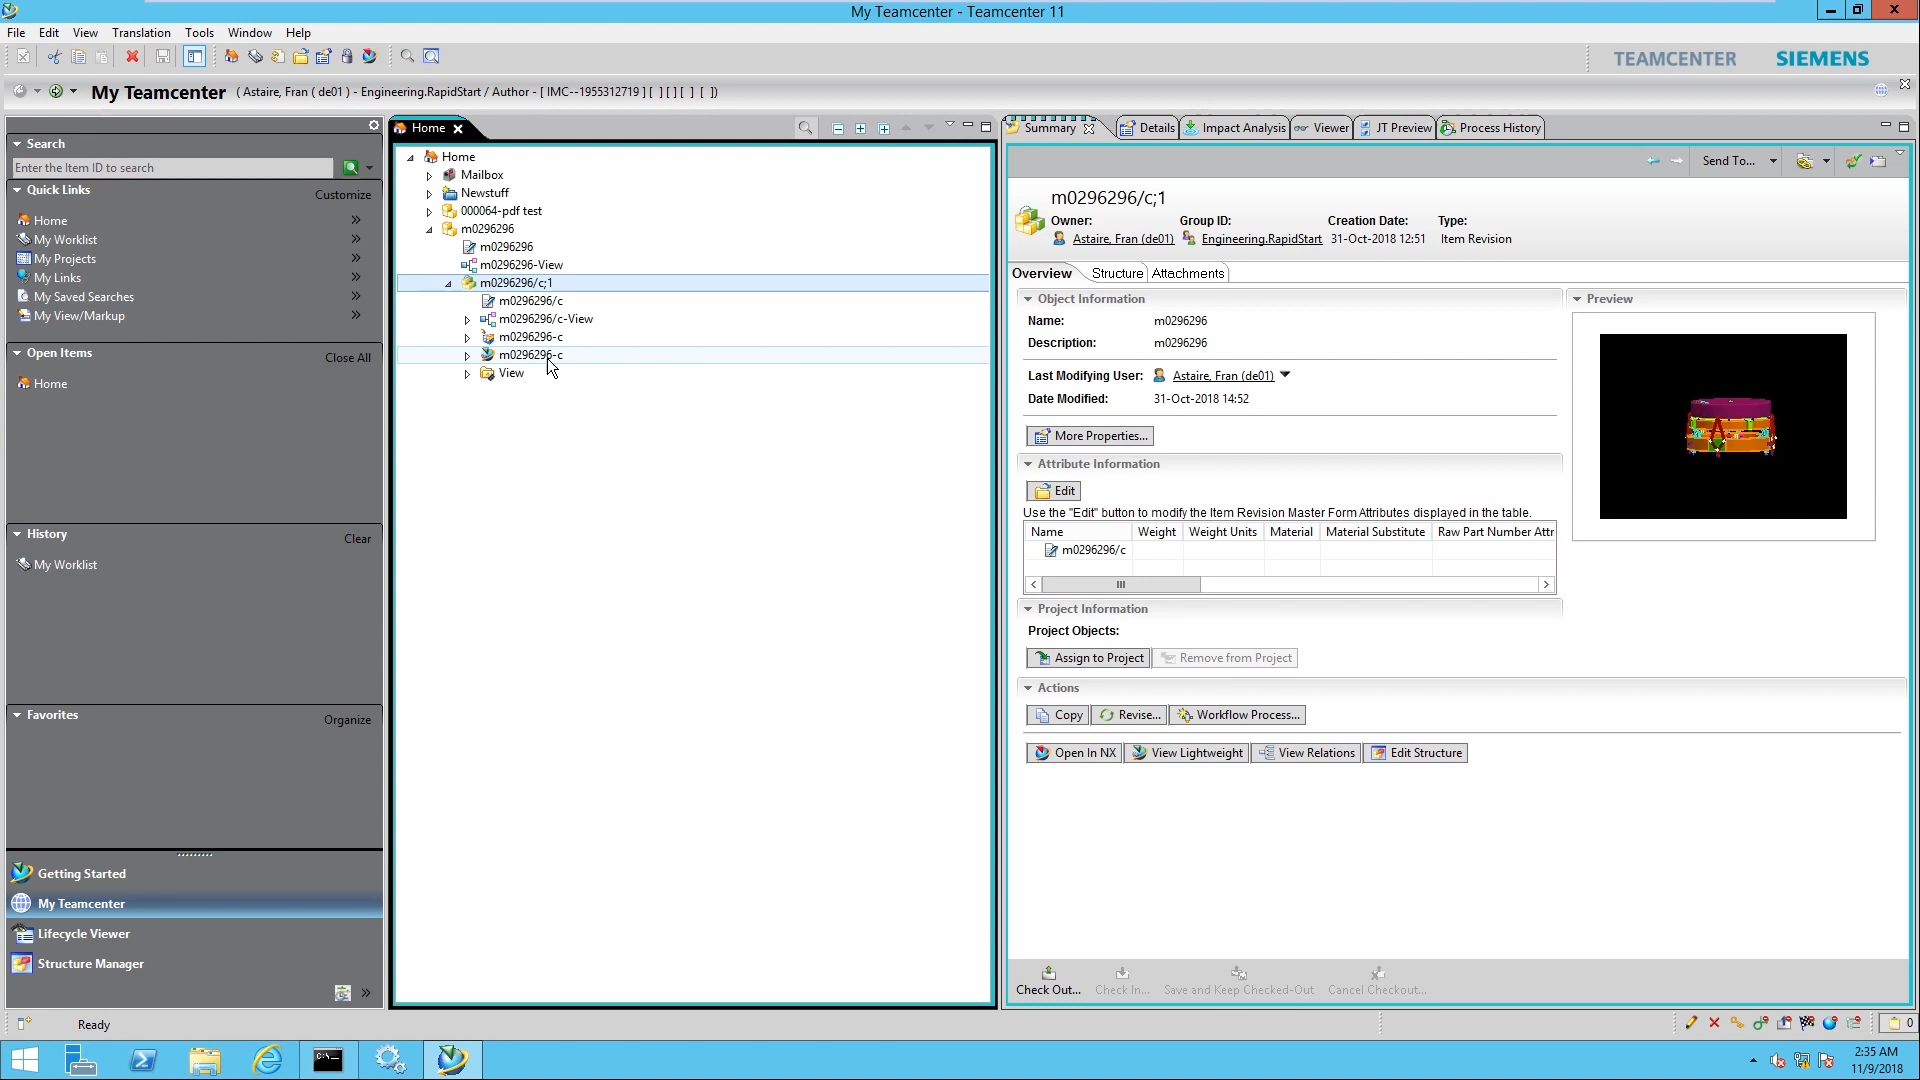 My Teamcenter - Teamcenter 11
File Edit View Translation Tools Window Help
TEAMCENTER SIEMENS
My Teamcenter ( Astaire, Fran ( de01 ) - Engineering.RapidStart / Author - [ IMC--1955312719 ] [ ] [ ] [ ] [ ])
Search
Enter the Item ID to search
Quick Links Customize
Home
My Worklist
My Projects
My Links
My Saved Searches
My View/Markup
Open Items Close All
Home
History Clear
My Worklist
Favorites Organize
Getting Started
My Teamcenter
Lifecycle Viewer
Structure Manager
Home
Home
Mailbox
Newstuff
000064-pdf test
m0296296
m0296296
m0296296-View
m0296296/c;1
m0296296/c
m0296296/c-View
m0296296-c
m0296296-c
View
Summary Details Impact Analysis Viewer JT Preview Process History
Send To...
m0296296/c;1
Owner: Group ID: Creation Date: Type:
Astaire, Fran (de01) Engineering.RapidStart 31-Oct-2018 12:51 Item Revision
Overview Structure Attachments
Object Information
Name: m0296296
Description: m0296296
Last Modifying User: Astaire, Fran (de01)
Date Modified: 31-Oct-2018 14:52
More Properties...
Attribute Information
Edit
Use the "Edit" button to modify the Item Revision Master Form Attributes displayed in the table.
Name Weight Weight Units Material Material Substitute Raw Part Number Attr
m0296296/c
Project Information
Project Objects:
Assign to Project Remove from Project
Actions
Copy Revise... Workflow Process...
Open In NX View Lightweight View Relations Edit Structure
Preview
Check Out... Check In... Save and Keep Checked-Out Cancel Checkout...
Ready
0
2:35 AM
11/9/2018